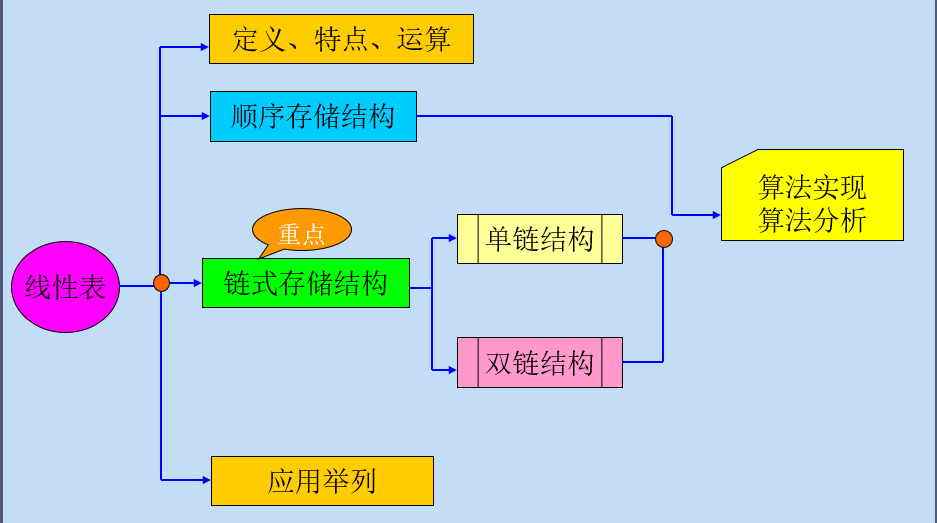 定义、特点、运算
顺序存储结构
算法实现
算法分析
重点
单链结构
线性表
链式存储结构
双链结构
应用举列